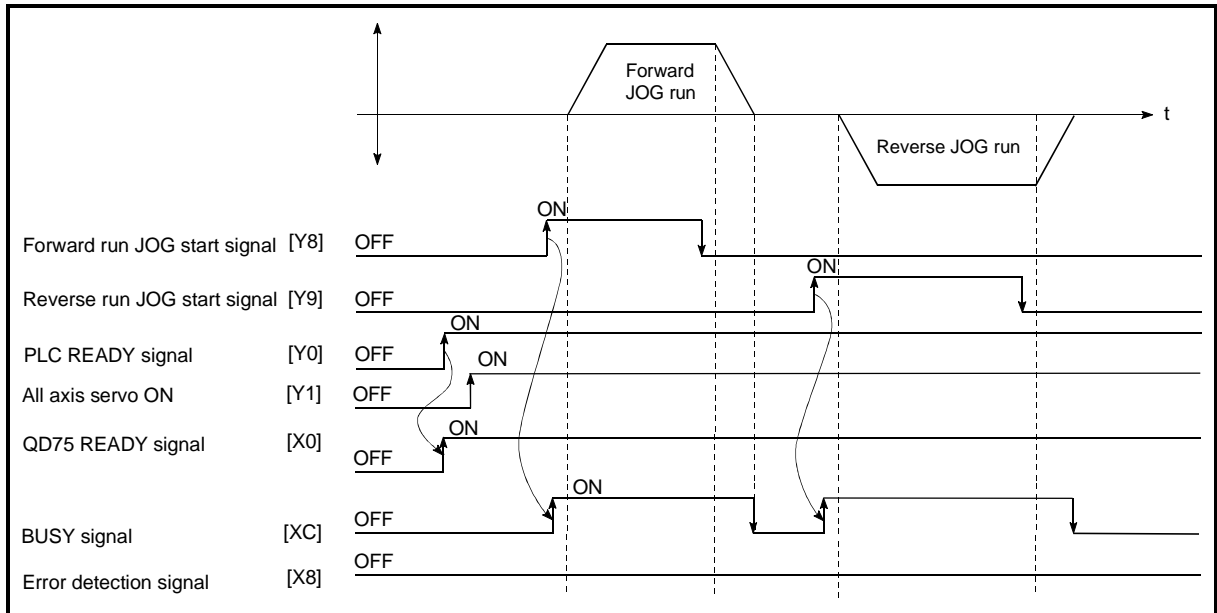 Forward
JOG run
t
Reverse JOG run
ON
Forward run JOG start signal [Y8] OFF
ON
Reverse run JOG start signal [Y9] OFF
ON
PLC READY signal [Y0] OFF
ON
All axis servo ON [Y1] OFF
ON
QD75 READY signal [X0] OFF
ON
BUSY signal [XC] OFF
Error detection signal [X8] OFF